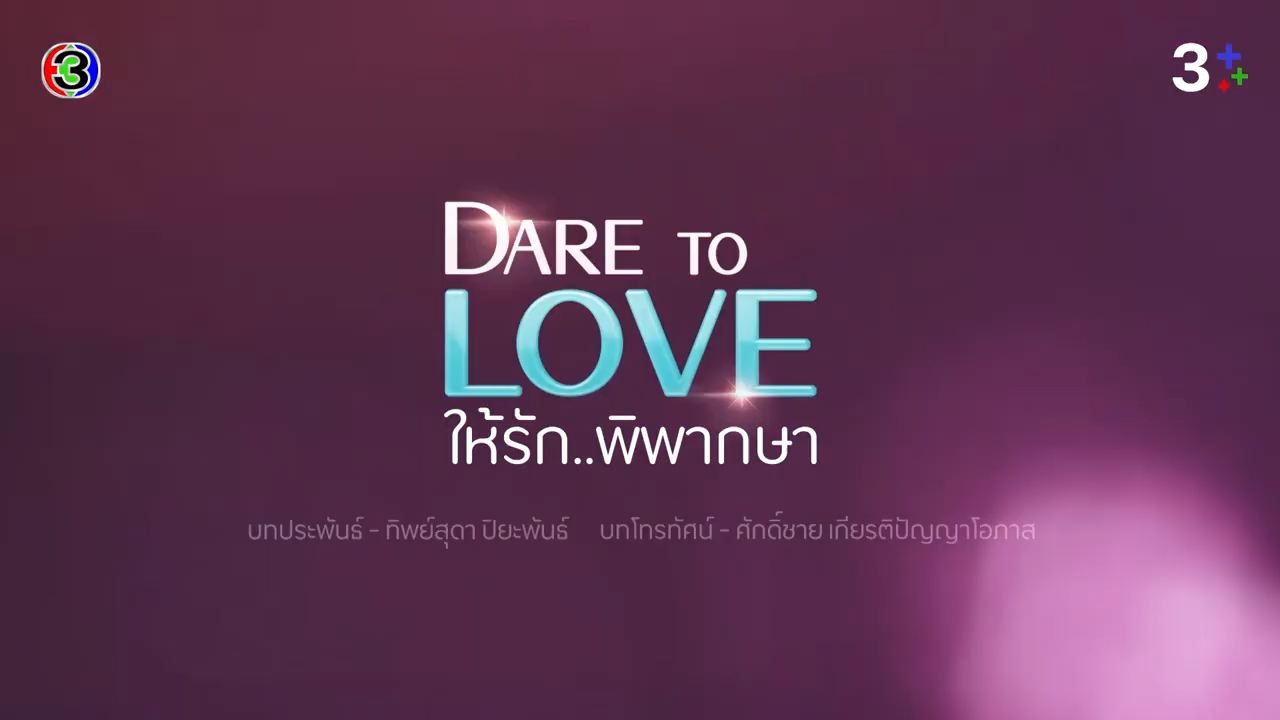 3
3
DARE TO
LOVE
ให้รัก..พิพากษา
บทประพันธ์ - ทิพย์สุดา ปิยะพันธ์ บทโทรทัศน์ - ศักดิ์ชาย เกียรติปัญญาโอภาส